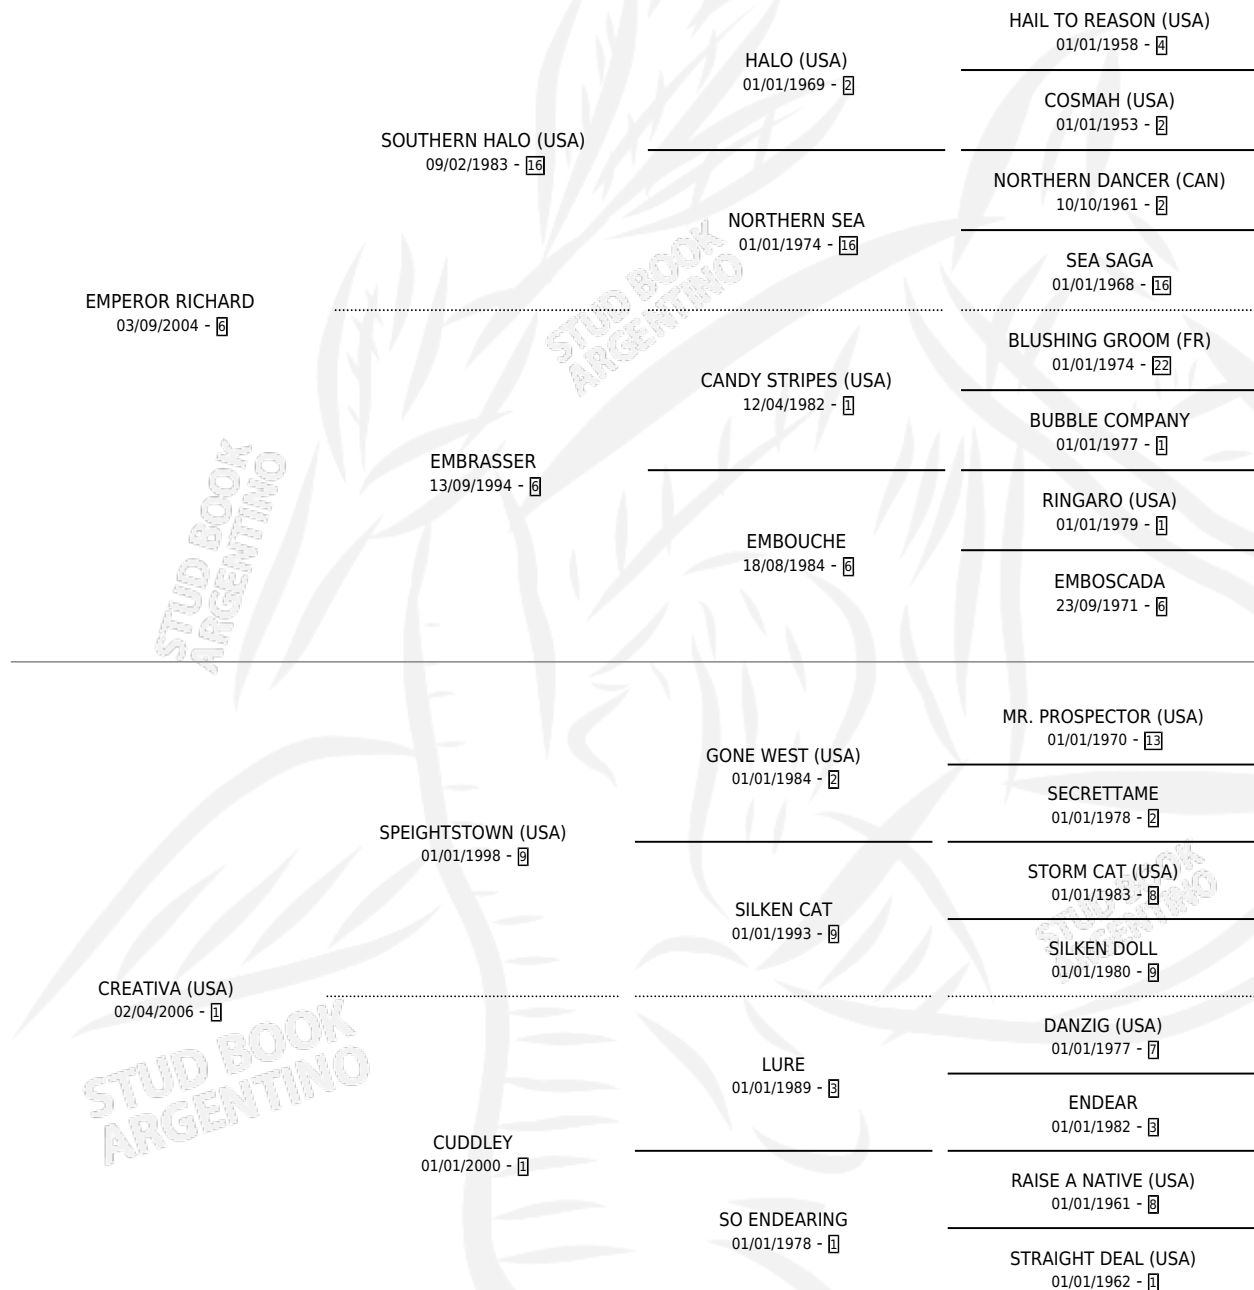 HAIL TO REASON (USA)
01/01/1958 - 4
HALO (USA)
01/01/1969 - 2
COSMAH (USA)
01/01/1953 - 2
SOUTHERN HALO (USA)
09/02/1983 - 16
NORTHERN DANCER (CAN)
10/10/1961 - 2
NORTHERN SEA
01/01/1974 - 16
SEA SAGA
01/01/1968 - 16
EMPEROR RICHARD
03/09/2004 - 6
BLUSHING GROOM (FR)
01/01/1974 - 22
CANDY STRIPES (USA)
12/04/1982 - 1
BUBBLE COMPANY
01/01/1977 - 1
EMBRASSER
13/09/1994 - 6
RINGARO (USA)
01/01/1979 - 1
EMBOUCHE
18/08/1984 - 6
EMBOSCADA
23/09/1971 - 6
MR. PROSPECTOR (USA)
01/01/1970 - 13
GONE WEST (USA)
01/01/1984 - 2
SECRETTAME
01/01/1978 - 2
SPEIGHTSTOWN (USA)
01/01/1998 - 9
STORM CAT (USA)
01/01/1983 - 8
SILKEN CAT
01/01/1993 - 9
SILKEN DOLL
01/01/1980 - 9
CREATIVA (USA)
02/04/2006 - 1
DANZIG (USA)
01/01/1977 - 7
LURE
01/01/1989 - 3
ENDEAR
01/01/1982 - 3
CUDDLEY
01/01/2000 - 1
RAISE A NATIVE (USA)
01/01/1961 - 8
SO ENDEARING
01/01/1978 - 1
STRAIGHT DEAL (USA)
01/01/1962 - 1
STUD BOOK
ARGENTINO
STUD BOOK
ARGENTINO
STUD BOOK
ARGENTINO
STUD BOOK
ARGENTINO